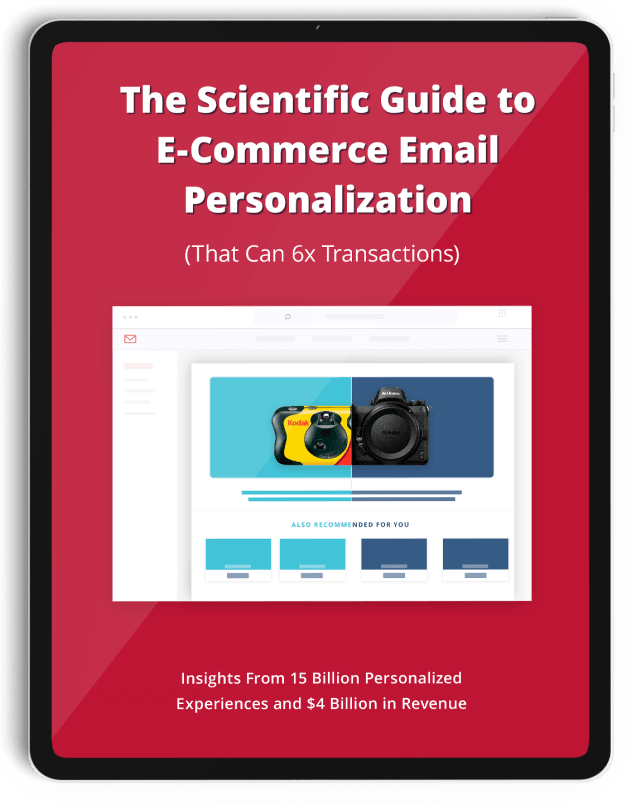 The Scientific Guide to
E-Commerce Email
Personalization
(That Can 6x Transactions)
Kodak
Nikon
Nikon
ALSO RECOMMENDED FOR YOU
Insights From 15 Billion Personalized
Experiences and $4 Billion in Revenue